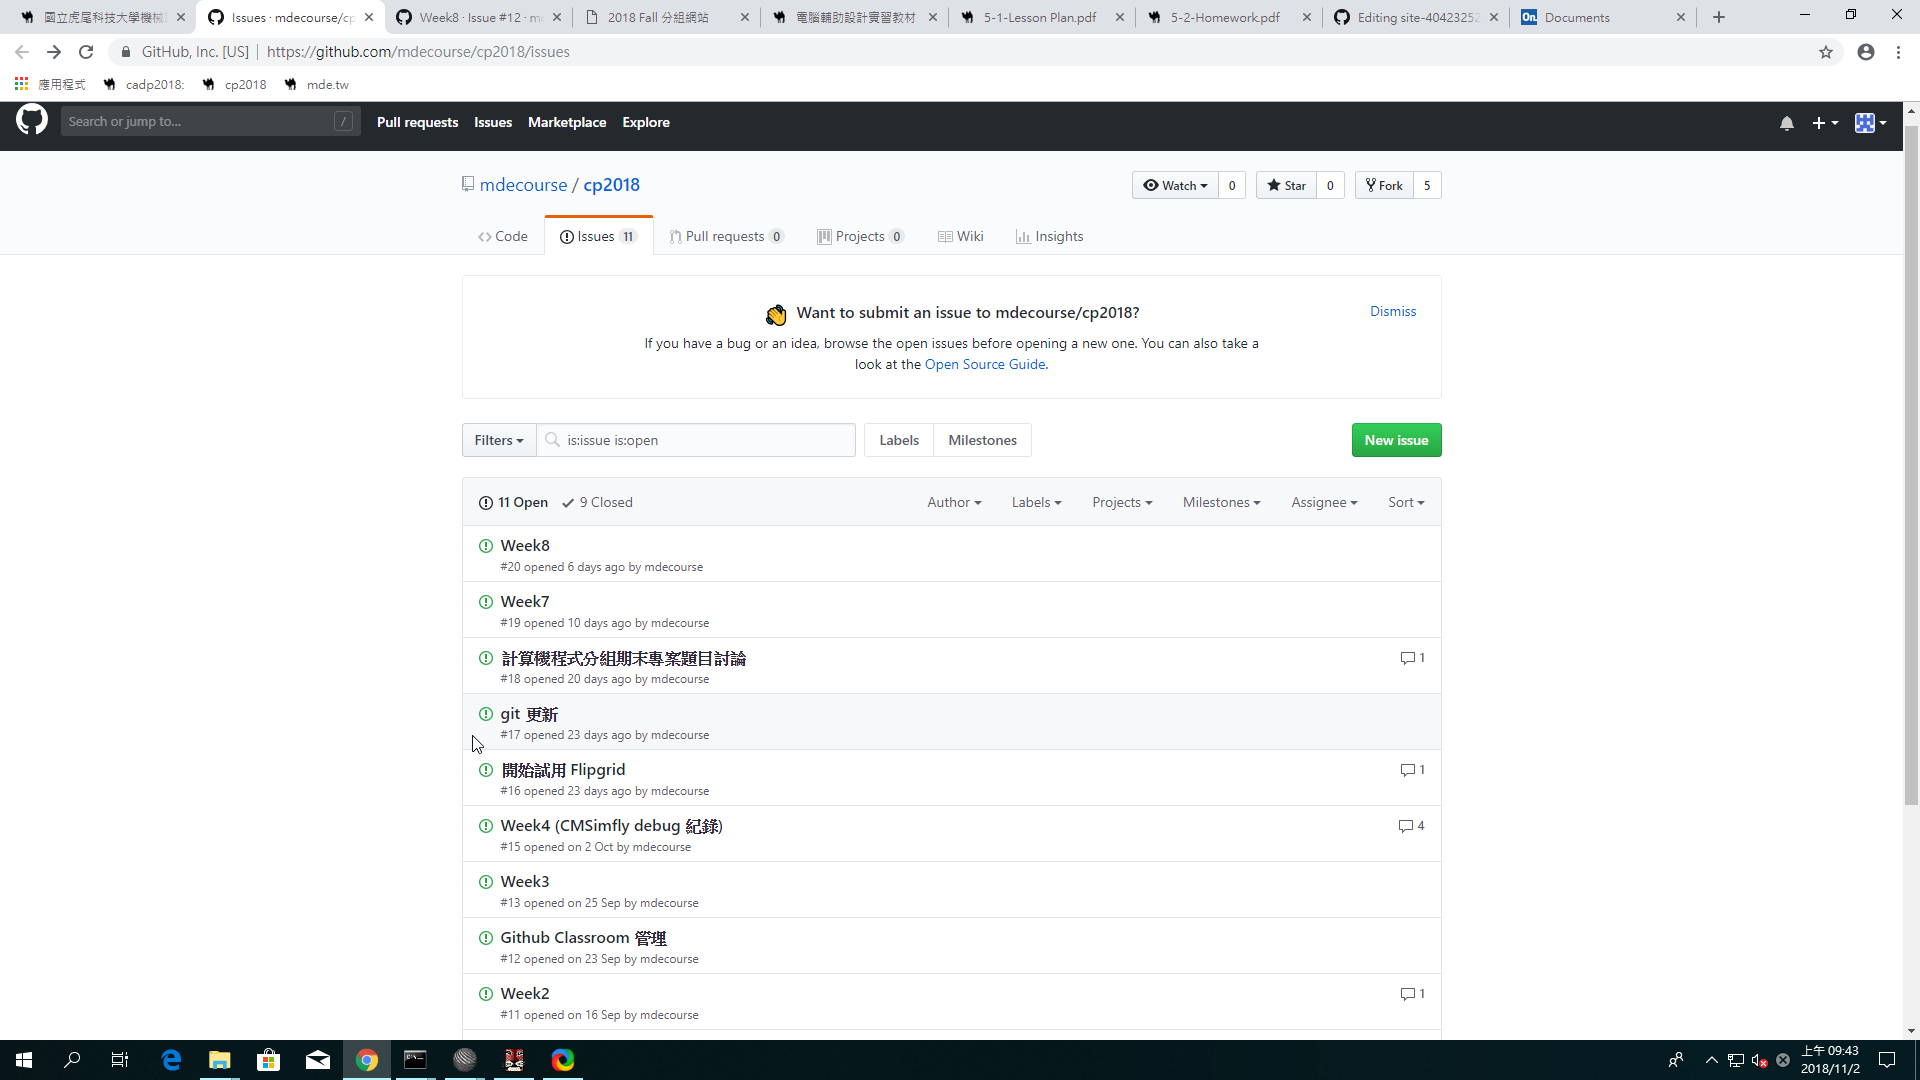 國立虎尾科技大學機械
Issues · mdecourse/cp
Week8 · Issue #12 · m
2018 Fall 分組網站
電腦輔助設計實習教材
5-1-Lesson Plan.pdf
5-2-Homework.pdf
Editing site-40423252
On Documents
GitHub, Inc. [US] | https://github.com/mdecourse/cp2018/issues
應用程式 cadp2018: cp2018 mde.tw
Search or jump to... / Pull requests Issues Marketplace Explore
mdecourse / cp2018 Watch 0 Star 0 Fork 5
Code Issues 11 Pull requests 0 Projects 0 Wiki Insights
Want to submit an issue to mdecourse/cp2018? Dismiss
If you have a bug or an idea, browse the open issues before opening a new one. You can also take a
look at the Open Source Guide.
Filters is:issue is:open Labels Milestones New issue
11 Open 9 Closed Author Labels Projects Milestones Assignee Sort
Week8
#20 opened 6 days ago by mdecourse
Week7
#19 opened 10 days ago by mdecourse
計算機程式分組期末專案題目討論 1
#18 opened 20 days ago by mdecourse
git 更新
#17 opened 23 days ago by mdecourse
開始試用 Flipgrid 1
#16 opened 23 days ago by mdecourse
Week4 (CMSimfly debug 紀錄) 4
#15 opened on 2 Oct by mdecourse
Week3
#13 opened on 25 Sep by mdecourse
Github Classroom 管理
#12 opened on 23 Sep by mdecourse
Week2 1
#11 opened on 16 Sep by mdecourse
上午 09:43
2018/11/2